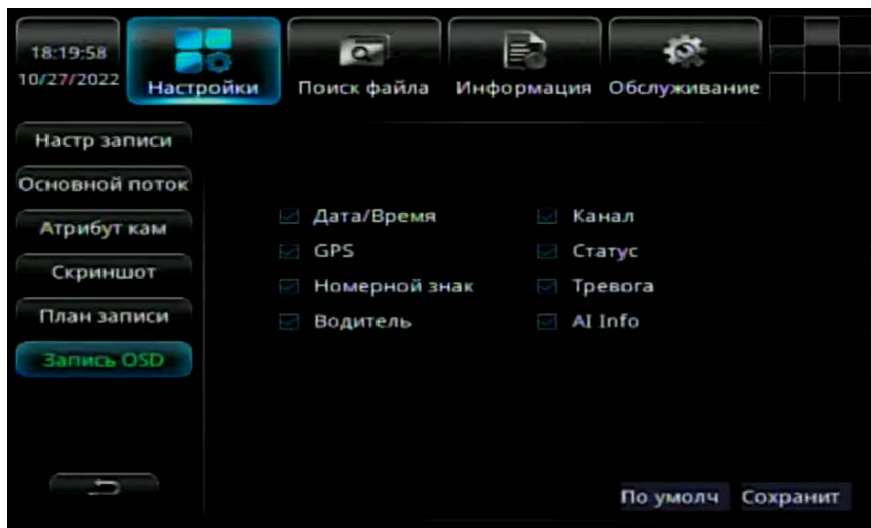 18:19:58
10/27/2022
Настройки
Поиск файла
Информация
Обслуживание
Настр записи
Основной поток
Атрибут кам
Скриншот
План записи
Запись OSD
Дата/Время
Канал
GPS
Статус
Номерной знак
Тревога
Водитель
AI Info
По умолч
Сохранит